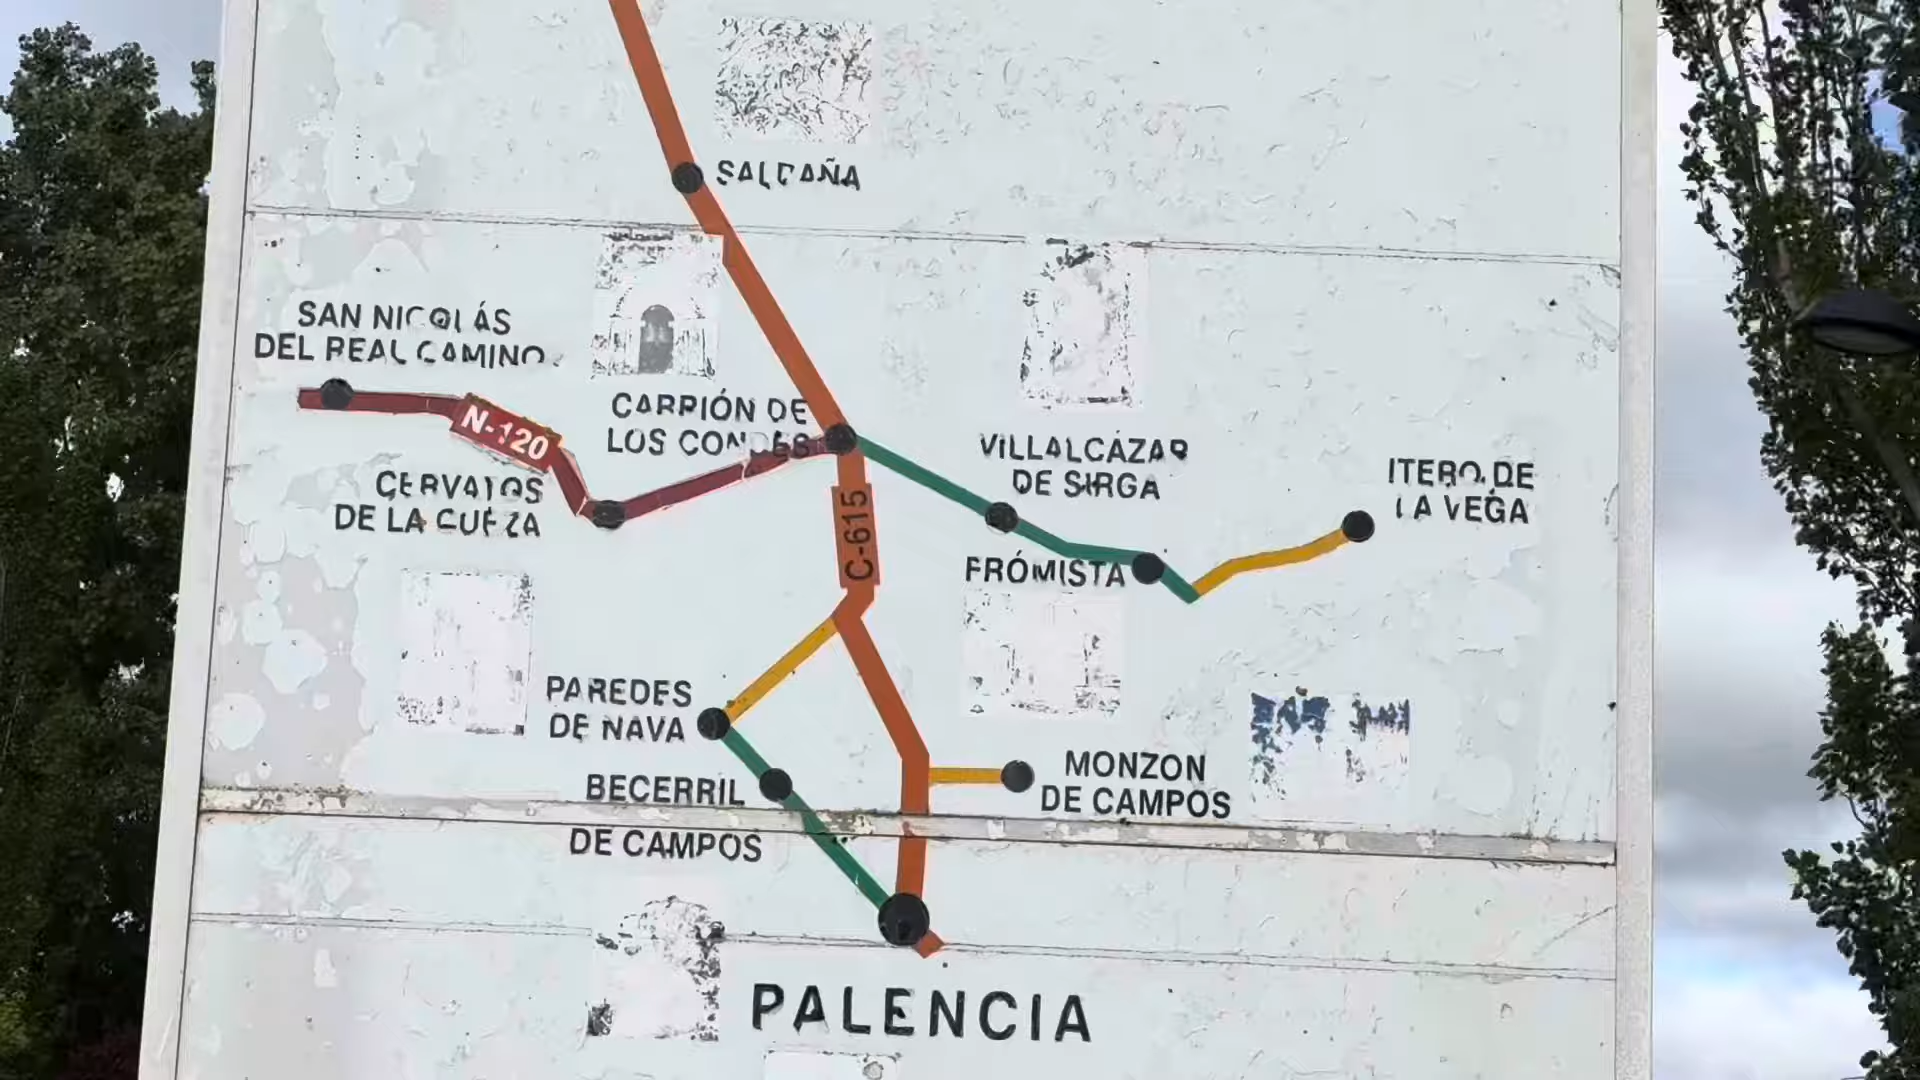 SALDAÑA
SAN NICOLÁS
DEL REAL CAMINO
N-120
CARRIÓN DE
LOS CONDES
CERVATOS
DE LA CUEZA
VILLALCÁZAR
DE SIRGA
ITERO DE
LA VEGA
C-615
FRÓMISTA
PAREDES
DE NAVA
BECERRIL
DE CAMPOS
MONZON
DE CAMPOS
PALENCIA